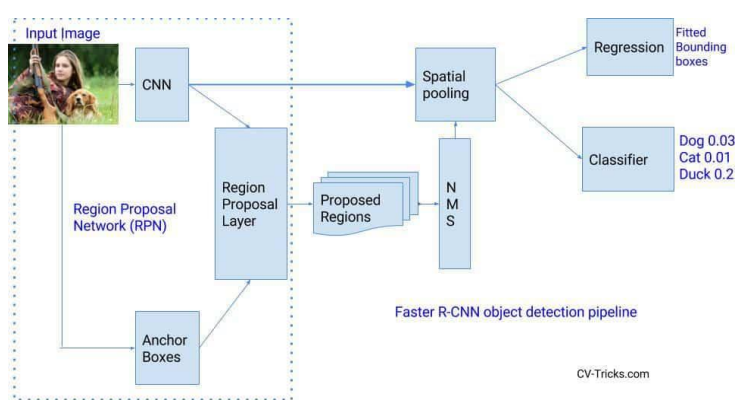 Input Image
CNN
Region Proposal
Network (RPN)
Region
Proposal
Layer
Anchor
Boxes
Proposed
Regions
N
M
S
Spatial
pooling
Regression
Fitted
Bounding
boxes
Classifier
Dog 0.03
Cat 0.01
Duck 0.2
Faster R-CNN object detection pipeline
CV-Tricks.com